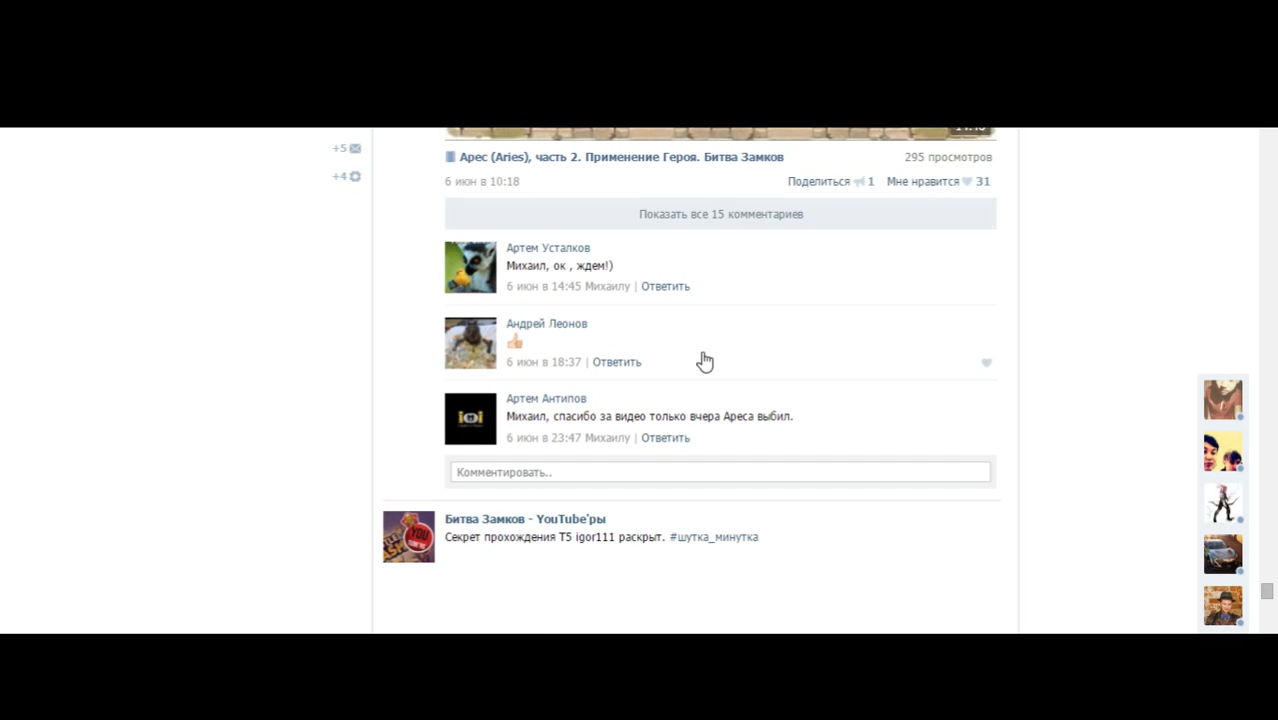 +5
+4
Арес (Aries), часть 2. Применение Героя. Битва Замков
295 просмотров
6 июн в 10:18
Поделиться 1 Мне нравится 31
Показать все 15 комментариев
Артем Усталков
Михаил, ок , ждем!)
6 июн в 14:45 Михаилу | Ответить
Андрей Леонов
6 июн в 18:37 | Ответить
Артем Антипов
Михаил, спасибо за видео только вчера Ареса выбил.
6 июн в 23:47 Михаилу | Ответить
Комментировать..
Битва Замков - YouTube'ры
YOU
Секрет прохождения Т5 igor111 раскрыт. #шутка_минутка